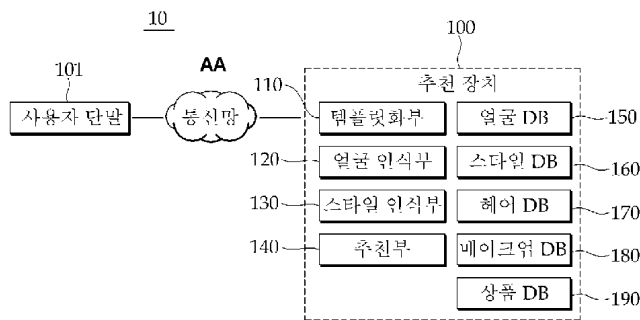 10
100
101
AA
추천 장치
사용자 단말
통신망
110
템플릿화부
얼굴 DB
150
120
얼굴 인식부
스타일 DB
160
130
스타일 인식부
헤어 DB
170
140
추천부
메이크업 DB
180
상품 DB
190